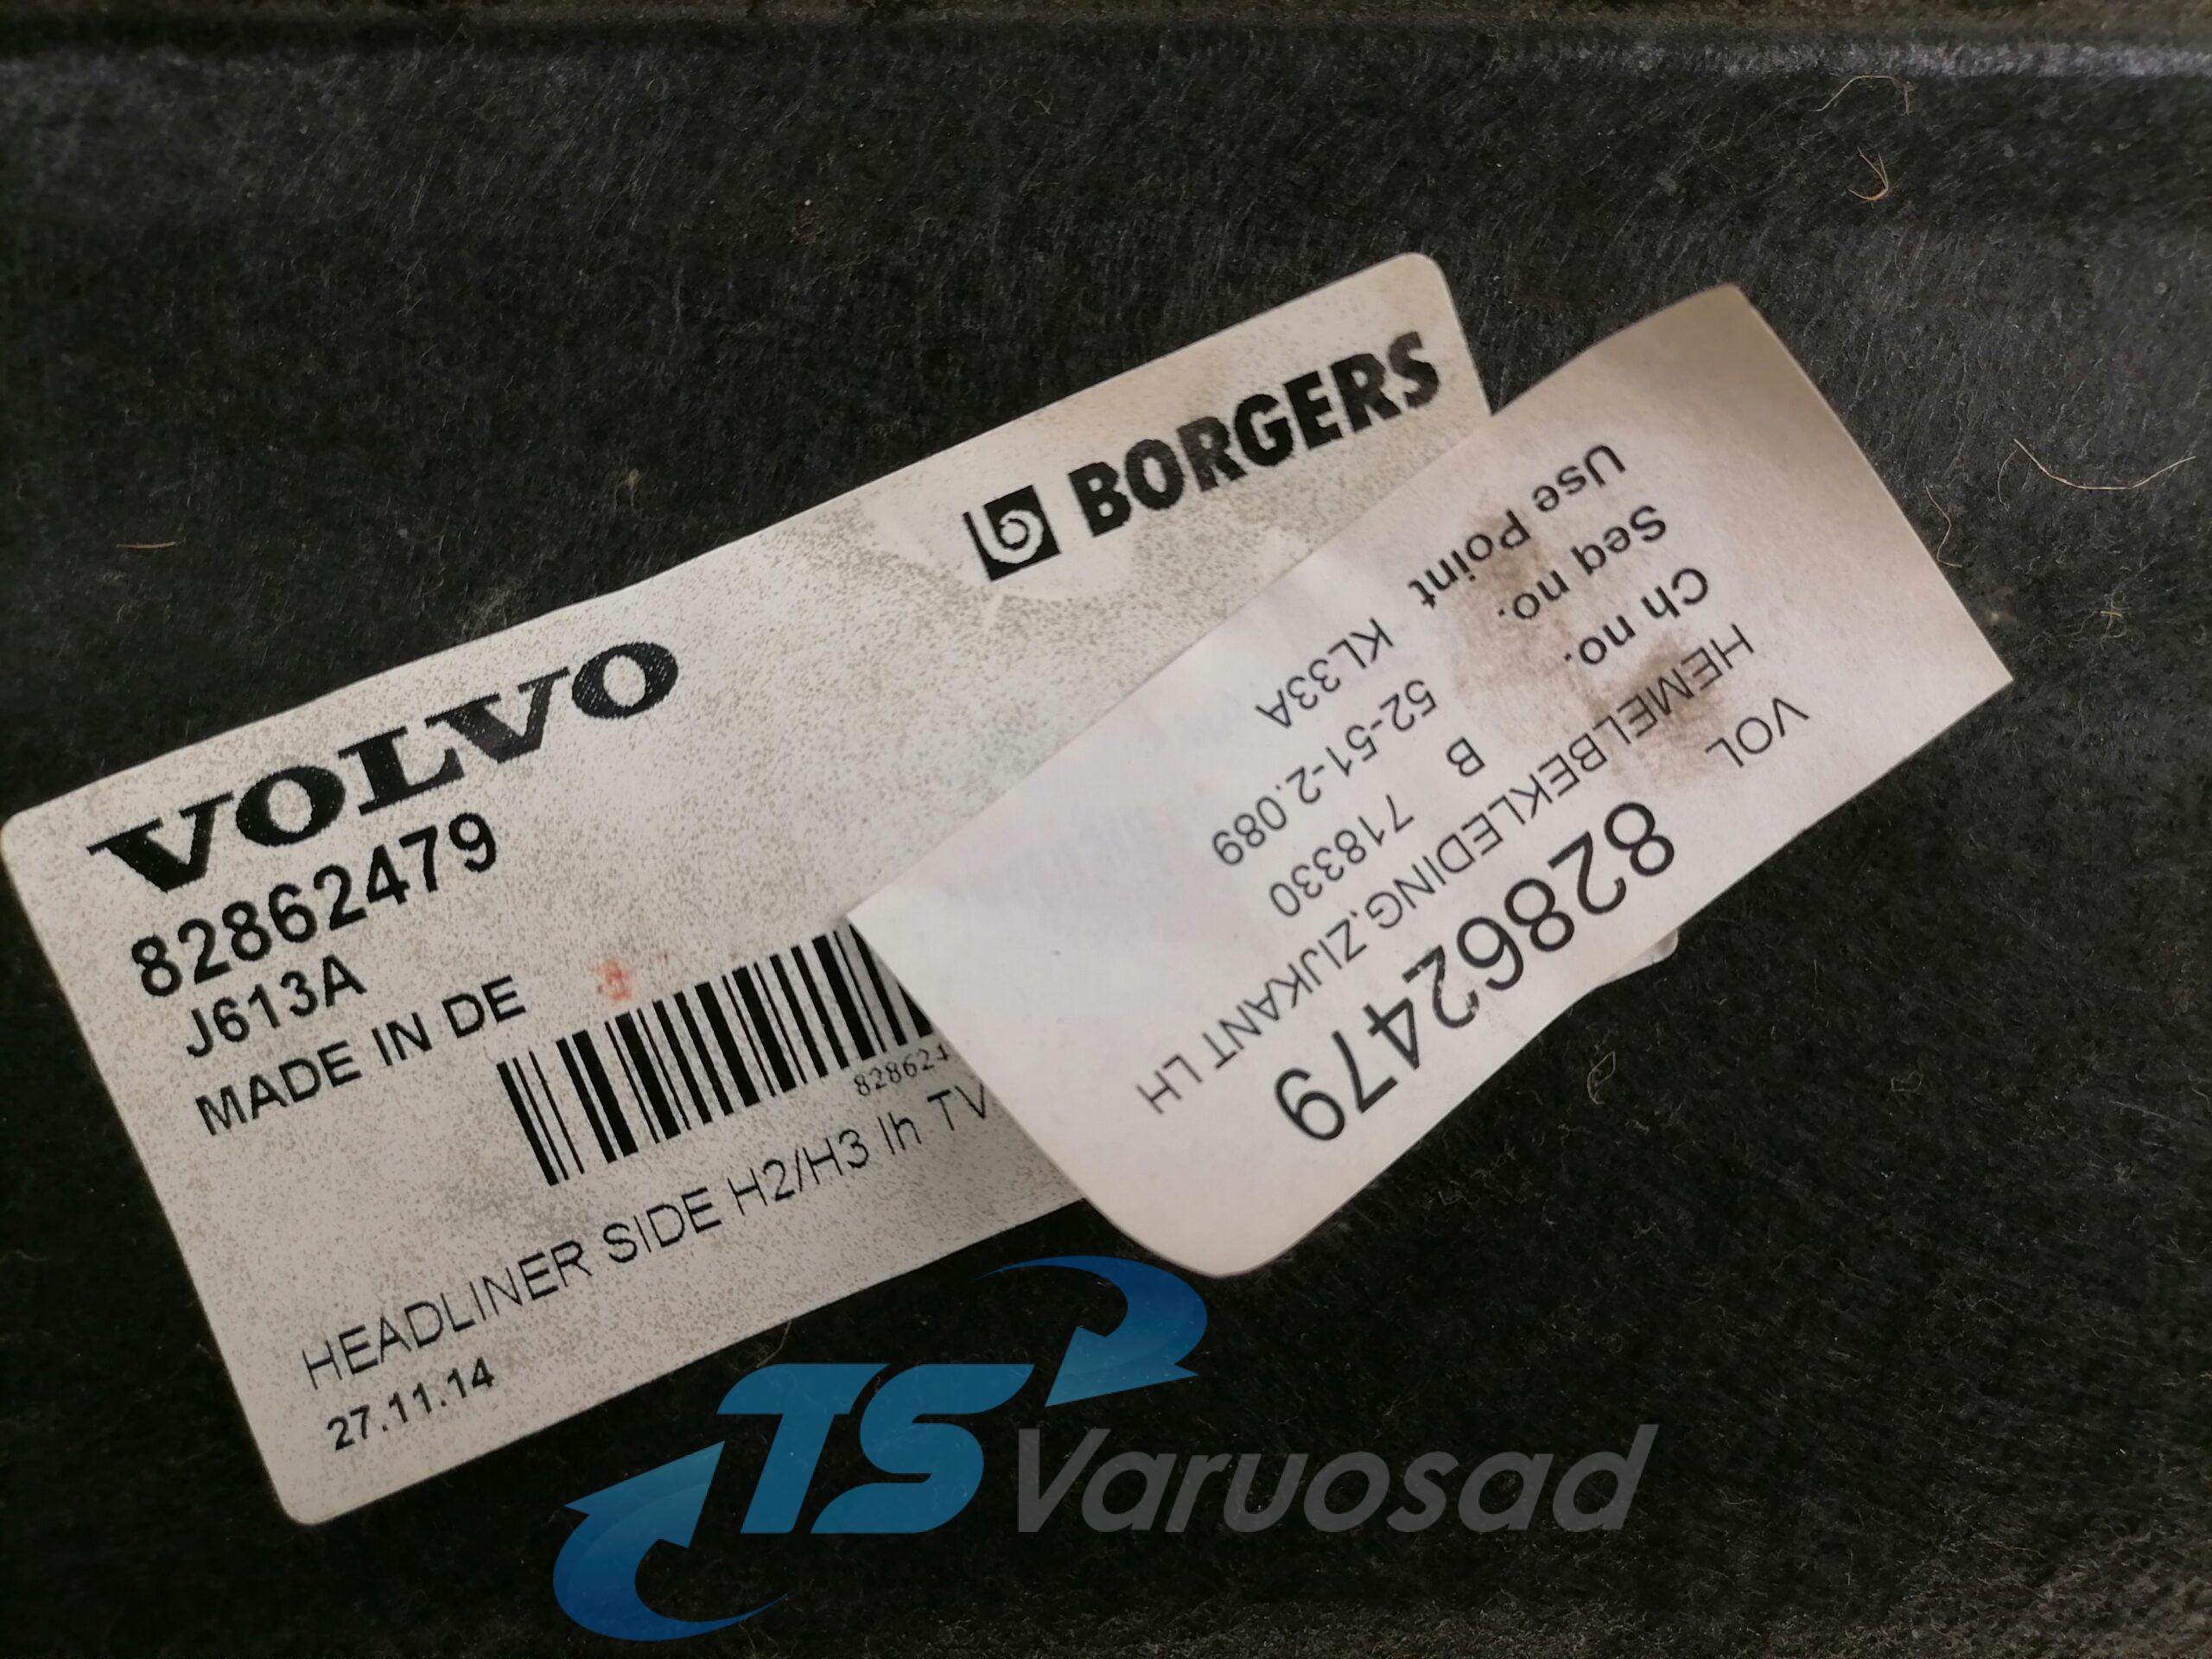 VOLVO
BORGERS
82862479
J613A
MADE IN DE
828624
HEADLINER SIDE H2/H3 lh TV
27.11.14
82862479
VOL
HEMELBEKLEDING,ZIJKANT LH
Ch no. B 718330
Seq no. 52-51-2.089
Use Point KL33A
TS Varuosad